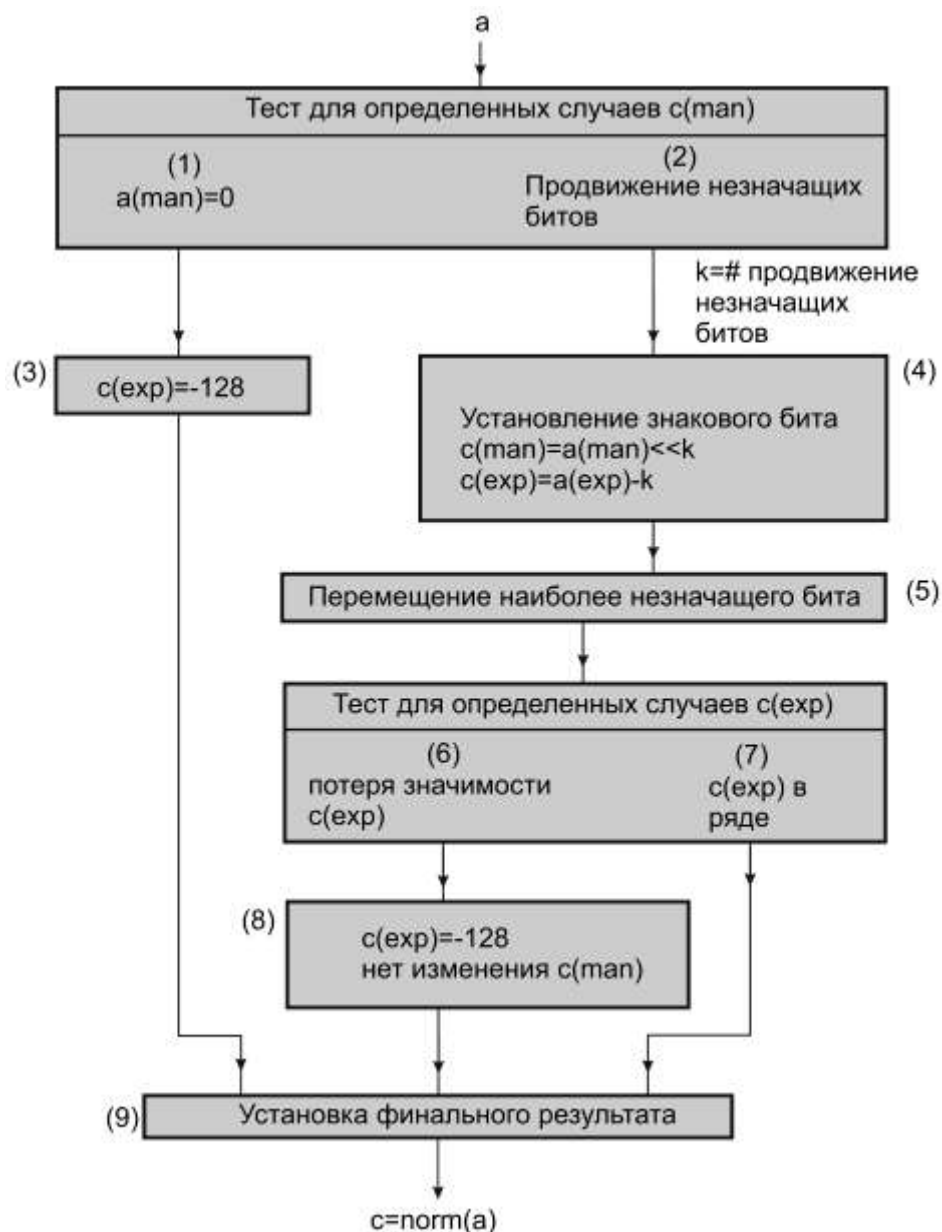 a
Тест для определенных случаев c(man)
(1)
a(man)=0
(2)
Продвижение незначащих
битов
k=# продвижение
незначащих
битов
(3)
c(exp)=-128
(4)
Установление знакового бита
c(man)=a(man)<<k
c(exp)=a(exp)-k
Перемещение наиболее незначащего бита
(5)
Тест для определенных случаев c(exp)
(6)
потеря значимости
c(exp)
(7)
c(exp) в
ряде
(8)
c(exp)=-128
нет изменения c(man)
(9)
Установка финального результата
c=norm(a)